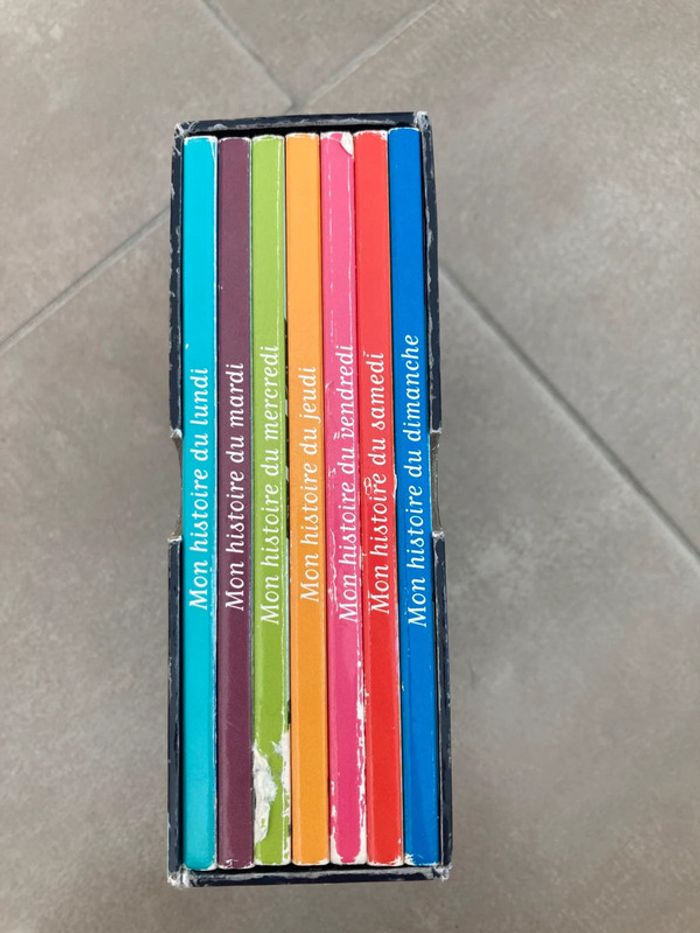 Mon histoire du lundi
Mon histoire du mardi
Mon histoire du mercredi
Mon histoire du jeudi
Mon histoire du vendredi
Mon histoire du samedi
Mon histoire du dimanche